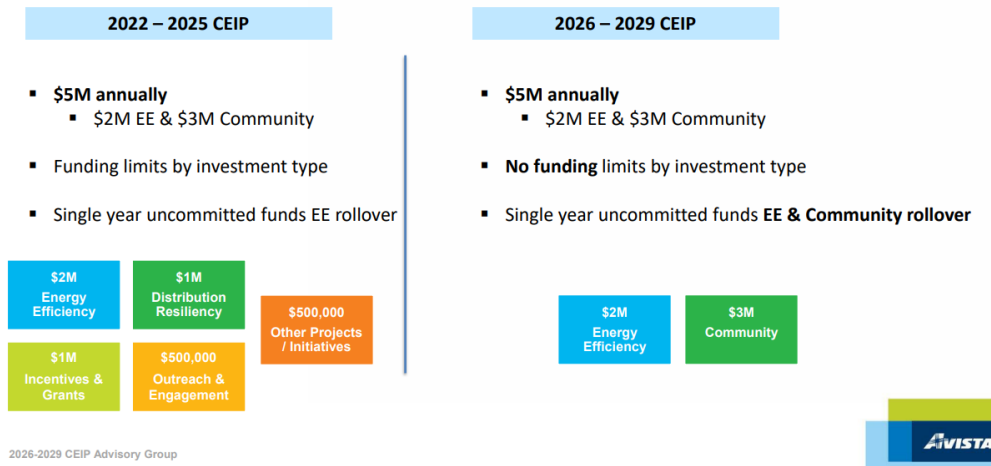 2022 – 2025 CEIP
▪ $5M annually
▪ $2M EE & $3M Community
▪ Funding limits by investment type
▪ Single year uncommitted funds EE rollover
$2M
Energy
Efficiency
$1M
Distribution
Resiliency
$500,000
Other Projects
/ Initiatives
$1M
Incentives &
Grants
$500,000
Outreach &
Engagement
2026 – 2029 CEIP
▪ $5M annually
▪ $2M EE & $3M Community
▪ No funding limits by investment type
▪ Single year uncommitted funds EE & Community rollover
$2M
Energy
Efficiency
$3M
Community
2026-2029 CEIP Advisory Group
AVISTA